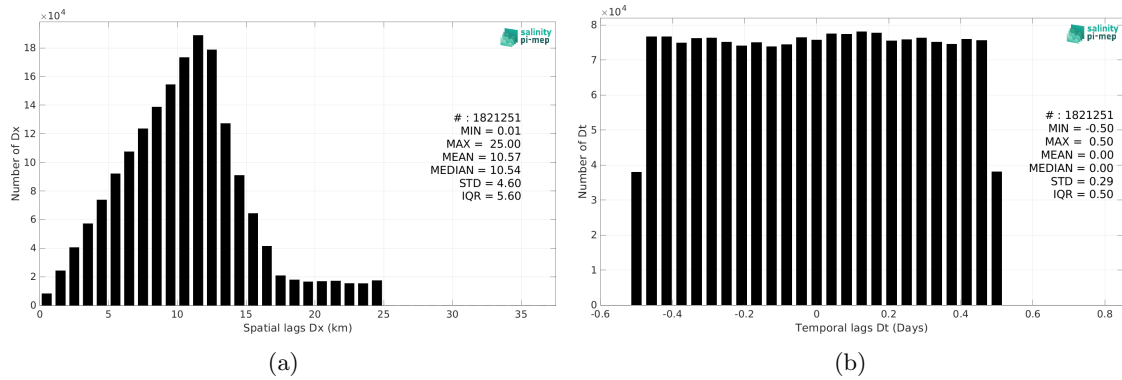 ×10⁴
18
16
14
12
10
8
6
4
2
0
Number of Dx
0
5
10
15
20
25
30
35
Spatial lags Dx (km)
salinity
pi-mep
# : 1821251
MIN = 0.01
MAX = 25.00
MEAN = 10.57
MEDIAN = 10.54
STD = 4.60
IQR = 5.60
(a)
×10⁴
8
7
6
5
4
3
2
1
0
Number of Dt
-0.6
-0.4
-0.2
0
0.2
0.4
0.6
0.8
Temporal lags Dt (Days)
salinity
pi-mep
# : 1821251
MIN = -0.50
MAX = 0.50
MEAN = 0.00
MEDIAN = 0.00
STD = 0.29
IQR = 0.50
(b)